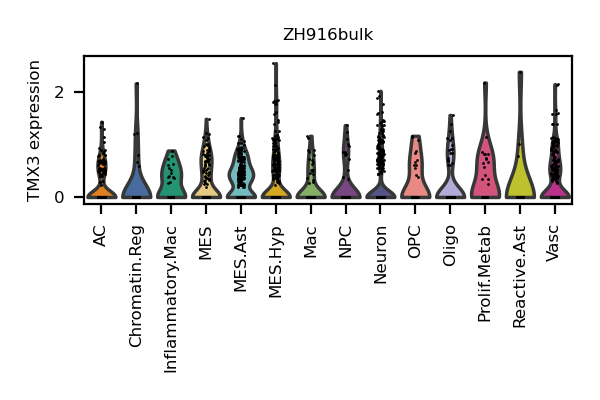 ZH916bulk
TMX3 expression
2
0
AC
Chromatin.Reg
Inflammatory.Mac
MES
MES.Ast
MES.Hyp
Mac
NPC
Neuron
OPC
Oligo
Prolif.Metab
Reactive.Ast
Vasc